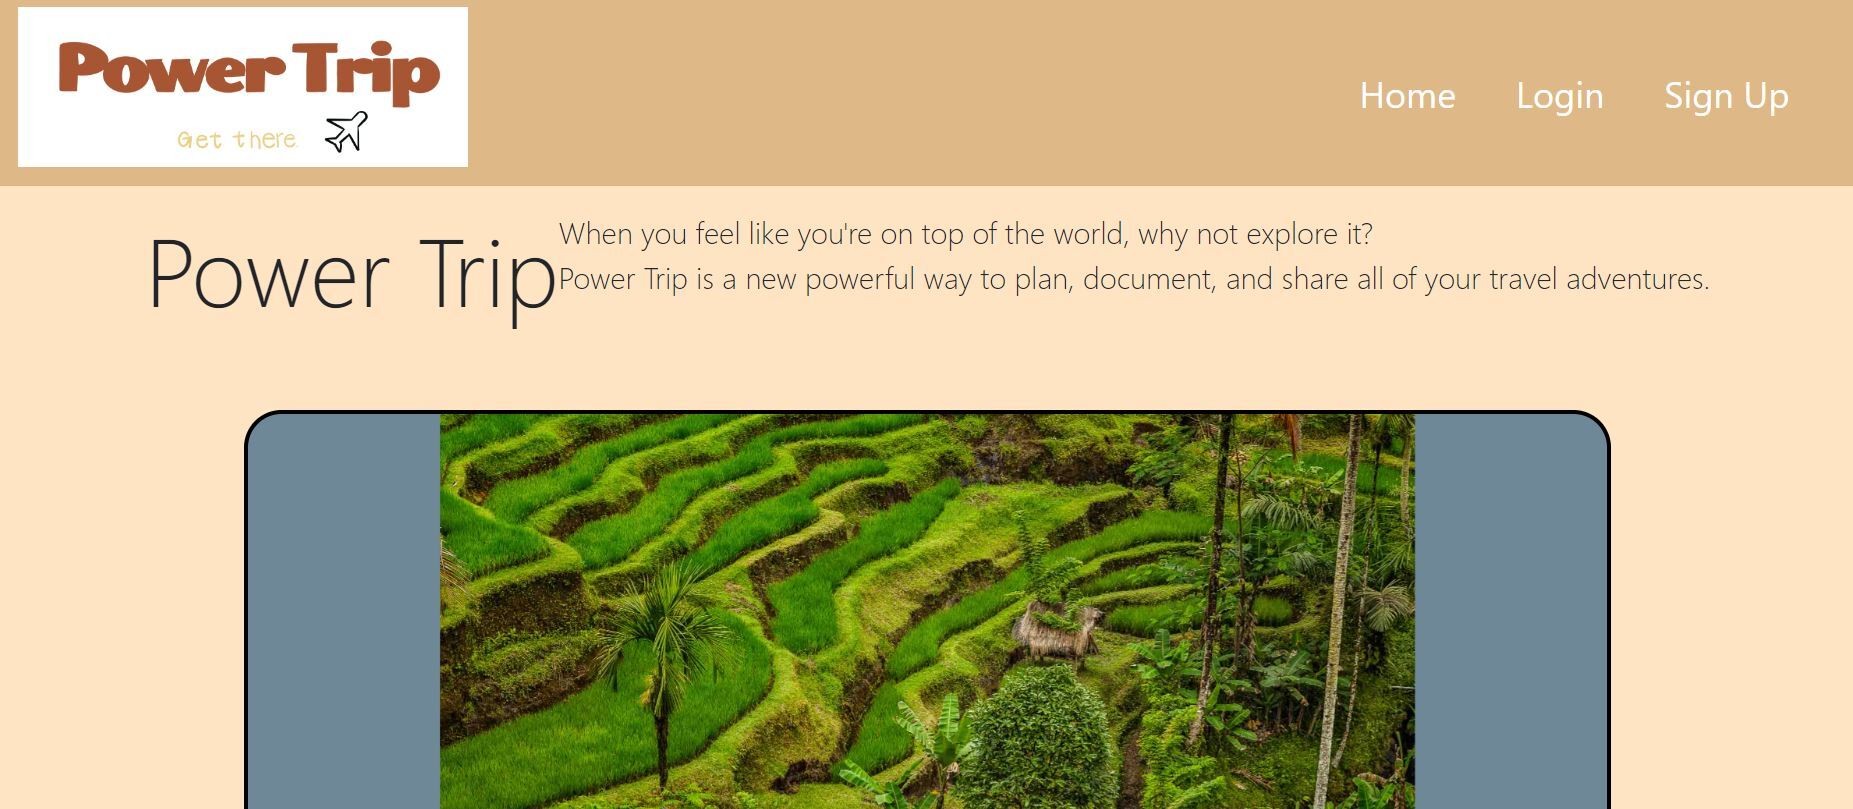 Power Trip
Get there.
Home
Login
Sign Up
Power Trip
When you feel like you're on top of the world, why not explore it?
Power Trip is a new powerful way to plan, document, and share all of your travel adventures.